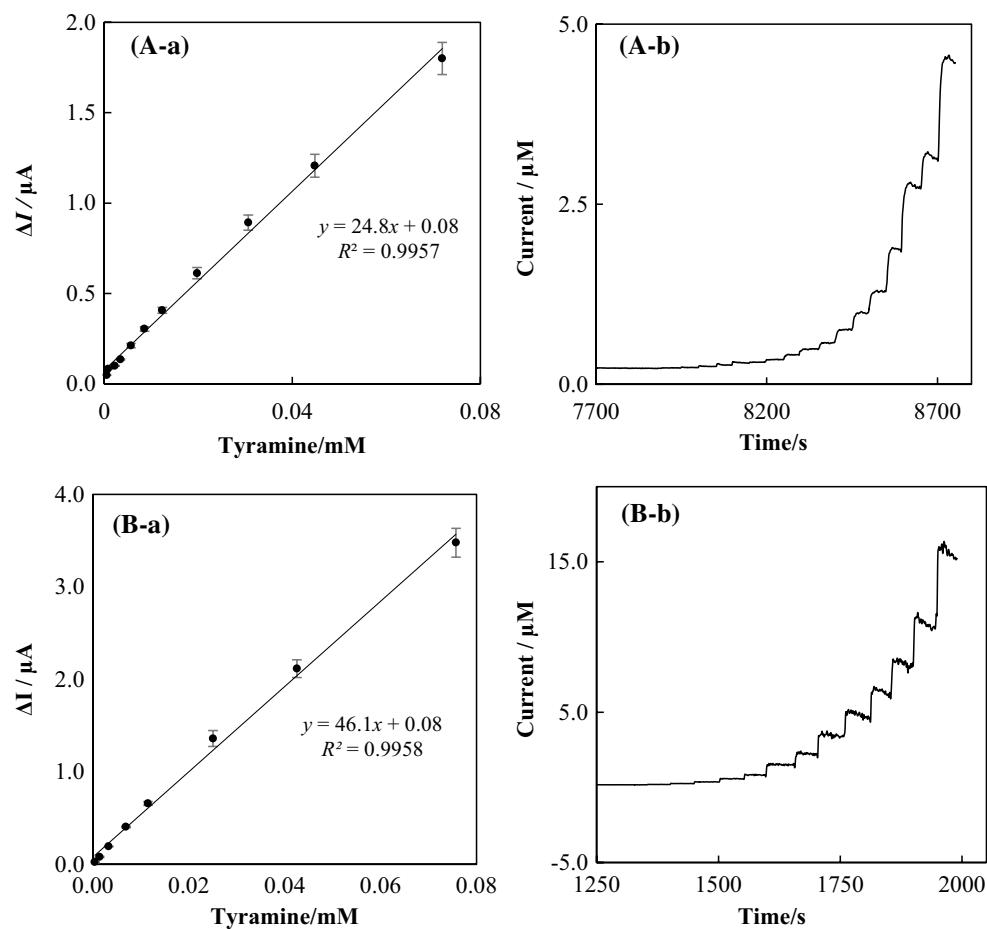 (A-a)
2.0
1.5
1.0
0.5
0.0
ΔI / µA
y = 24.8x + 0.08
R² = 0.9957
0
0.04
0.08
Tyramine/mM
(A-b)
5.0
2.5
0.0
Current / µM
7700
8200
8700
Time/s
(B-a)
4.0
3.0
2.0
1.0
0.0
ΔI / µA
y = 46.1x + 0.08
R² = 0.9958
0.00
0.02
0.04
0.06
0.08
Tyramine/mM
(B-b)
15.0
5.0
-5.0
Current / µM
1250
1500
1750
2000
Time/s